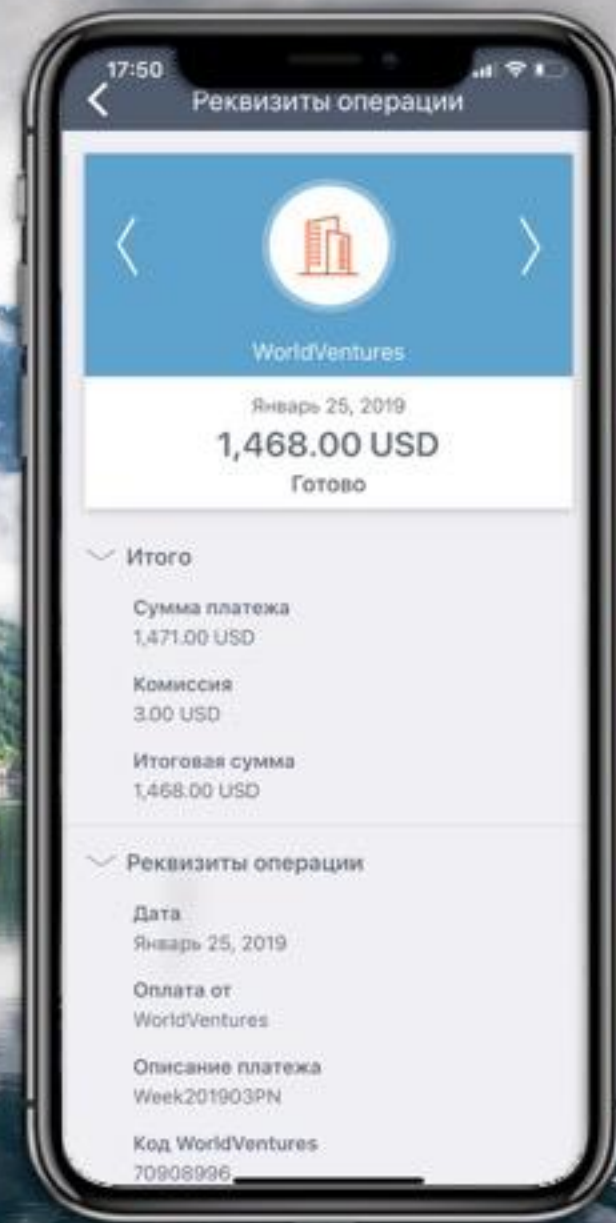 17:50
Реквизиты операции
WorldVentures
Январь 25, 2019
1,468.00 USD
Готово
Итого
Сумма платежа
1,471.00 USD
Комиссия
3.00 USD
Итоговая сумма
1,468.00 USD
Реквизиты операции
Дата
Январь 25, 2019
Оплата от
WorldVentures
Описание платежа
Week201903PN
Код WorldVentures
70908996